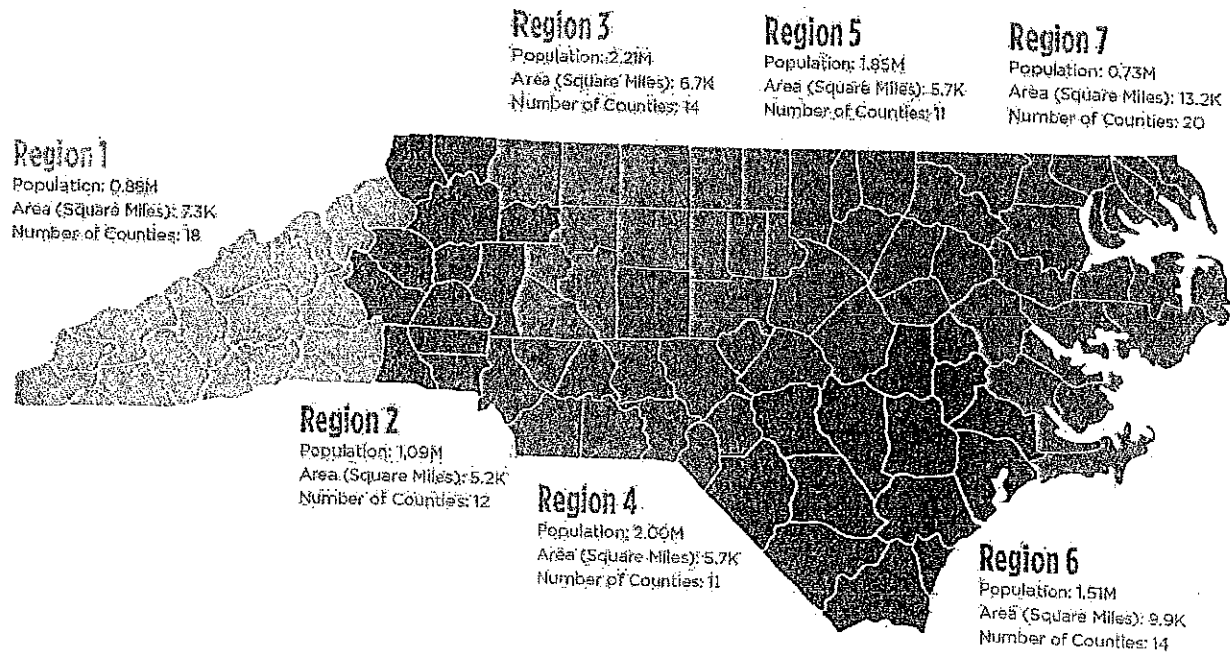 Region 3
Population: 2.21M
Area (Square Miles): 6.7K
Number of Counties: 14
Region 5
Population: 1.85M
Area (Square Miles): 5.7K
Number of Counties: 11
Region 7
Population: 0.73M
Area (Square Miles): 13.2K
Number of Counties: 20
Region 1
Population:
Area (Square Miles): 7.3K
Number of Counties: 18
Region 2
Population: 1.09M
Area (Square Miles): 5.2K
Number of Counties: 12
Region 4
Population: 2.00M
Area (Square Miles): 5.7K
Number of Counties: 11
Region 6
Population: 1.51M
Area (Square Miles): 9.9K
Number of Counties: 14